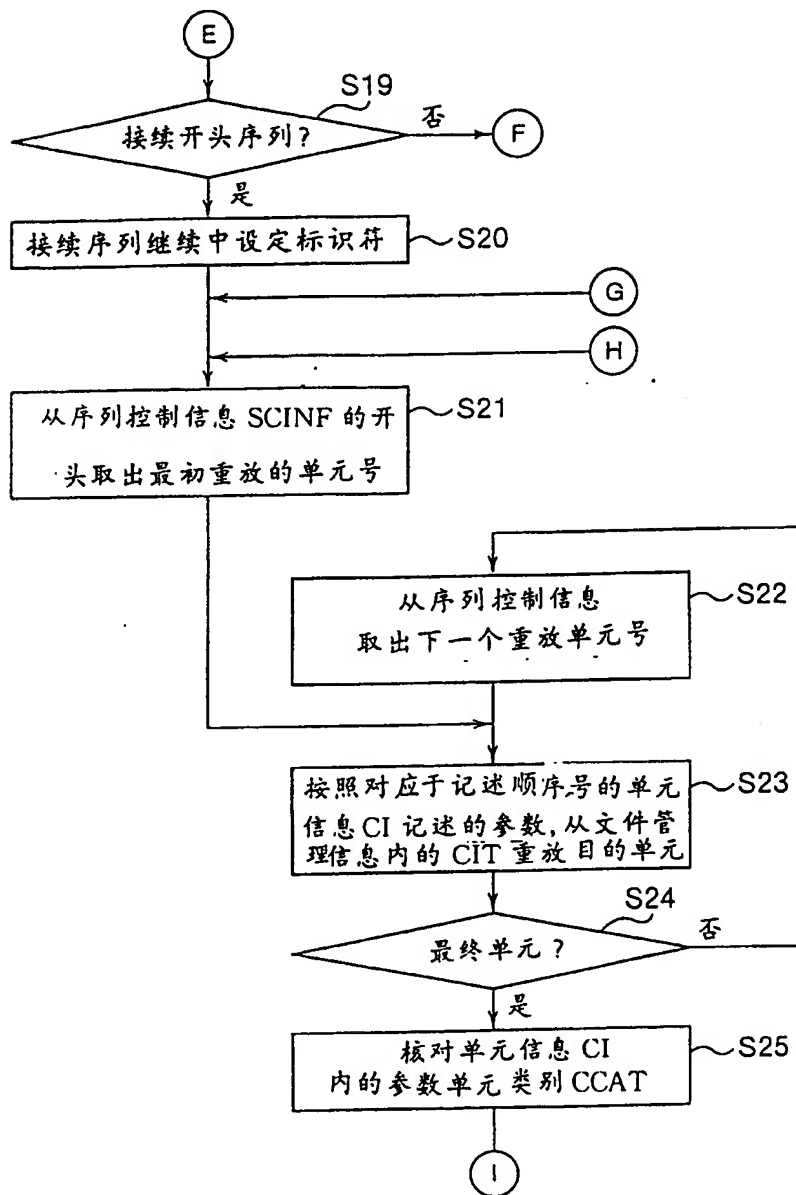 E
S19
接续开头序列?
否
F
是
接续序列继续中设定标识符
S20
G
H
从序列控制信息 SCINF 的开
头取出最初重放的单元号
S21
从序列控制信息
取出下一个重放单元号
S22
按照对应于记述顺序号的单元
信息CI 记述的参数,从文件管
理信息内的CIT重放目的单元
S23
S24
最终单元?
否
是
核对单元信息 CI
内的参数单元类别 CCAT
S25
I